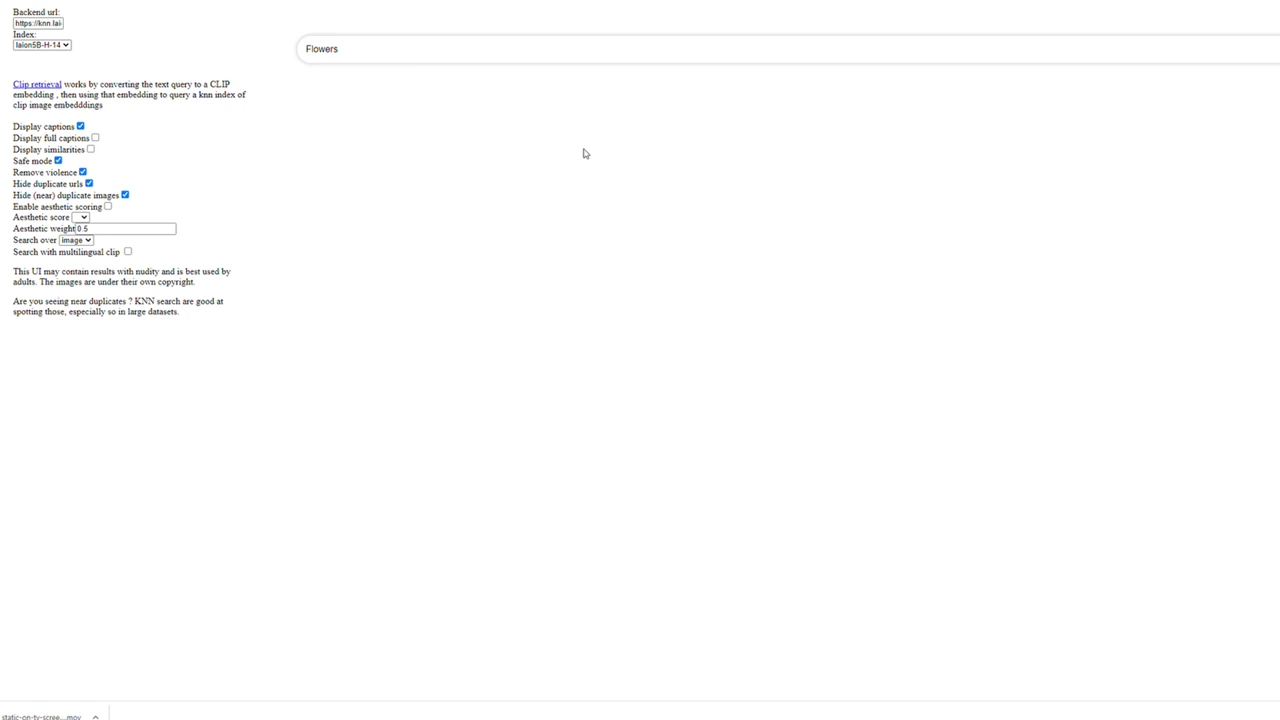 Backend url:
https://knn.lai
Index:
laion5B-H-14
Flowers
Clip retrieval works by converting the text query to a CLIP
embedding , then using that embedding to query a knn index of
clip image embedddings
Display captions
Display full captions
Display similarities
Safe mode
Remove violence
Hide duplicate urls
Hide (near) duplicate images
Enable aesthetic scoring
Aesthetic score
Aesthetic weight 0.5
Search over image
Search with multilingual clip
This UI may contain results with nudity and is best used by
adults. The images are under their own copyright.
Are you seeing near duplicates ? KNN search are good at
spotting those, especially so in large datasets.
static-on-tv-scree....mov